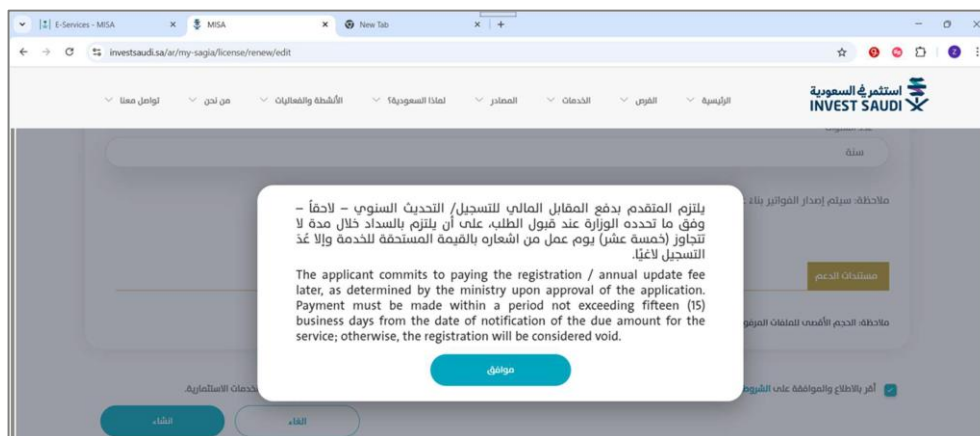 E-Services - MISA
MISA
New Tab
investsaudi.sa/ar/my-sagia/license/renew/edit
استثمر في السعودية
INVEST SAUDI
الرئيسية
الفرص
الخدمات
المصادر
لماذا السعودية؟
الأنشطة والفعاليات
من نحن
تواصل معنا
سنة
ملاحظة: سيتم إصدار الفواتير بناء
يلتزم المتقدم بدفع المقابل المالي للتسجيل/ التحديث السنوي – لاحقاً –
وفق ما تحدده الوزارة عند قبول الطلب، على أن يلتزم بالسداد خلال مدة لا
تتجاوز (خمسة عشر) يوم عمل من اشعاره بالقيمة المستحقة للخدمة وإلا عُدّ
التسجيل لاغيًا.
The applicant commits to paying the registration / annual update fee
later, as determined by the ministry upon approval of the application.
Payment must be made within a period not exceeding fifteen (15)
business days from the date of notification of the due amount for the
service; otherwise, the registration will be considered void.
موافق
مستندات الدعم
ملاحظة: الحجم الأقصى للملفات
أقر بالاطلاع والموافقة على الشروط
الاستثمارية.
إلغاء
انشاء